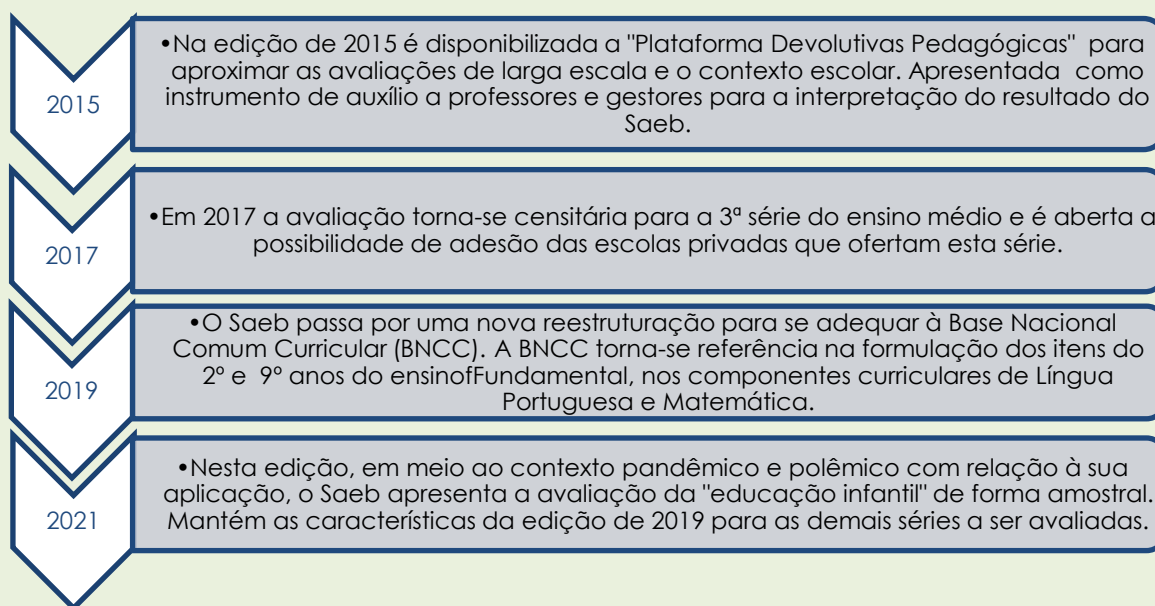 2015
•Na edição de 2015 é disponibilizada a "Plataforma Devolutivas Pedagógicas" para
aproximar as avaliações de larga escala e o contexto escolar. Apresentada como
instrumento de auxílio a professores e gestores para a interpretação do resultado do
Saeb.
2017
•Em 2017 a avaliação torna-se censitária para a 3ª série do ensino médio e é aberta a
possibilidade de adesão das escolas privadas que ofertam esta série.
2019
•O Saeb passa por uma nova reestruturação para se adequar à Base Nacional
Comum Curricular (BNCC). A BNCC torna-se referência na formulação dos itens do
2º e 9º anos do ensinofFundamental, nos componentes curriculares de Língua
Portuguesa e Matemática.
2021
•Nesta edição, em meio ao contexto pandêmico e polêmico com relação à sua
aplicação, o Saeb apresenta a avaliação da "educação infantil" de forma amostral.
Mantém as características da edição de 2019 para as demais séries a ser avaliadas.